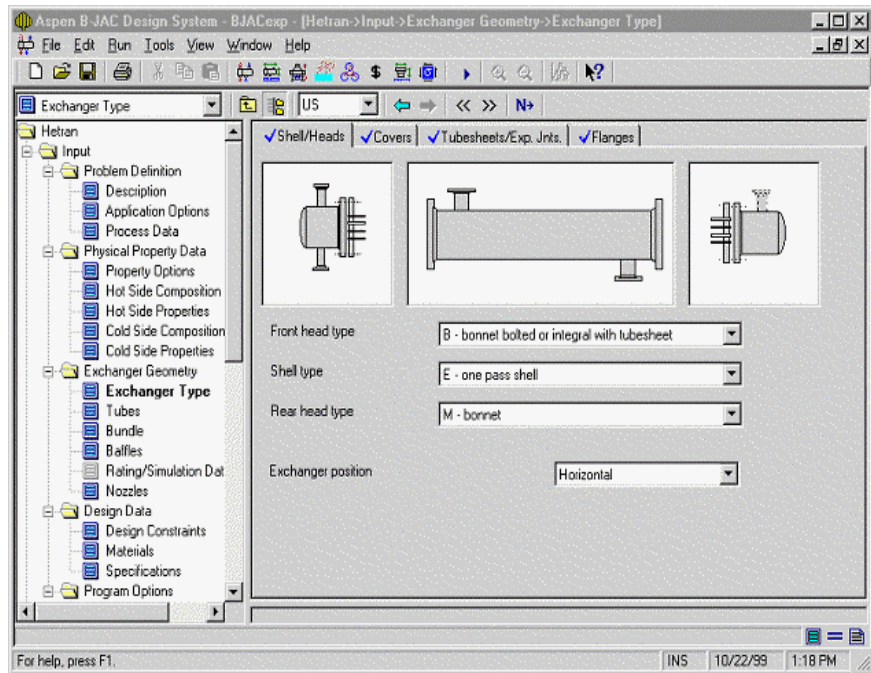 Aspen B-JAC Design System - BJACexp - [Hetran->Input->Exchanger Geometry->Exchanger Type]
File Edit Run Tools View Window Help
Exchanger Type US N→
Hetran
Input
Problem Definition
Description
Application Options
Process Data
Physical Property Data
Property Options
Hot Side Composition
Hot Side Properties
Cold Side Composition
Cold Side Properties
Exchanger Geometry
Exchanger Type
Tubes
Bundle
Baffles
Rating/Simulation Dat
Nozzles
Design Data
Design Constraints
Materials
Specifications
Program Options
Shell/Heads Covers Tubesheets/Exp. Jnts. Flanges
Front head type B - bonnet bolted or integral with tubesheet
Shell type E - one pass shell
Rear head type M - bonnet
Exchanger position Horizontal
For help, press F1. INS 10/22/99 1:18 PM